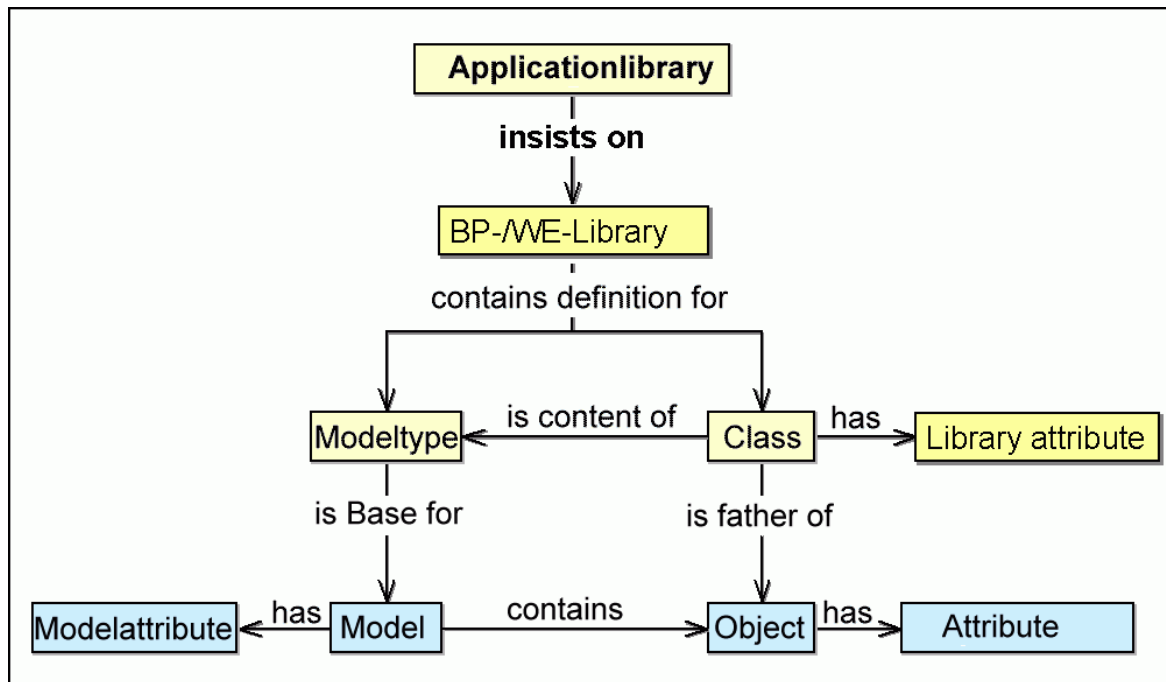 Applicationlibrary
insists on
BP-/WE-Library
contains definition for
Modeltype
is content of
Class
has
Library attribute
is Base for
is father of
Modelattribute
has
Model
contains
Object
has
Attribute